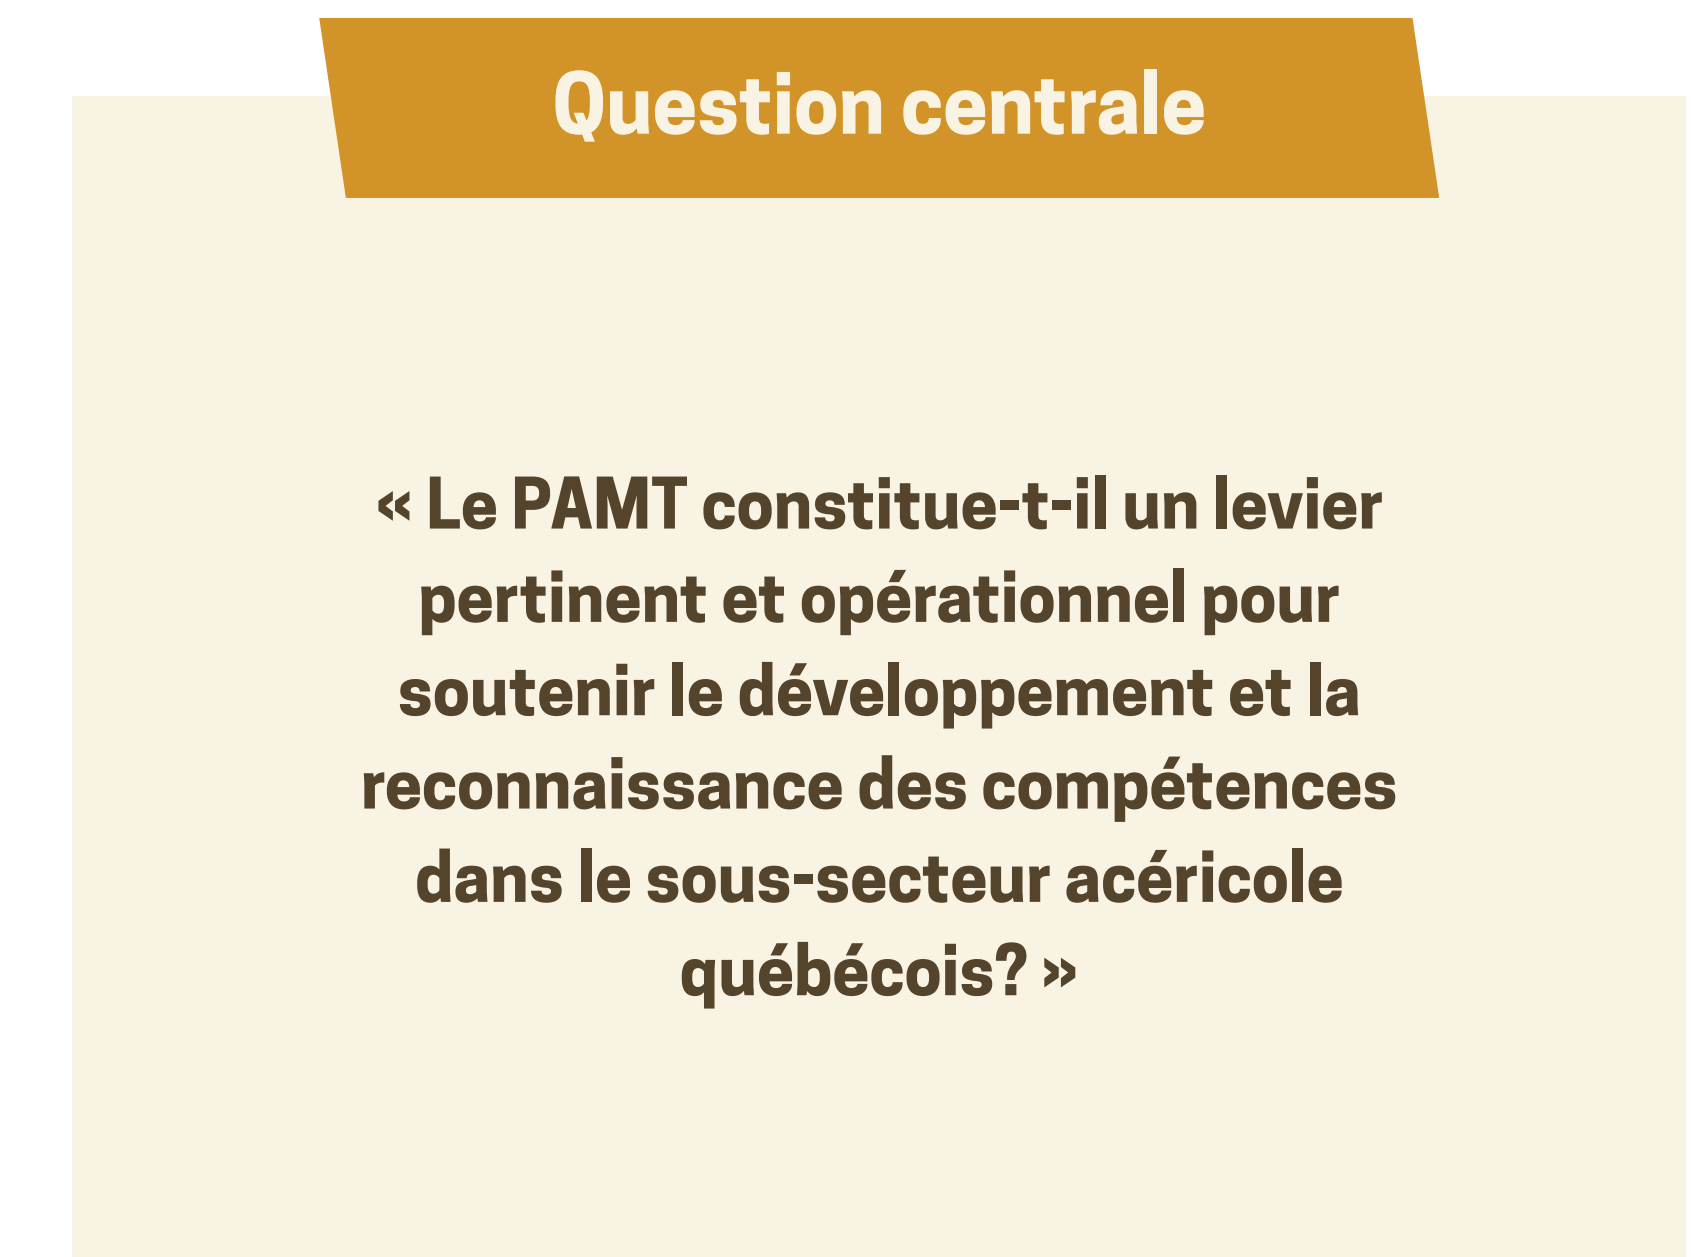 Question centrale
« Le PAMT constitue-t-il un levier
pertinent et opérationnel pour
soutenir le développement et la
reconnaissance des compétences
dans le sous-secteur acéricole
québécois? »